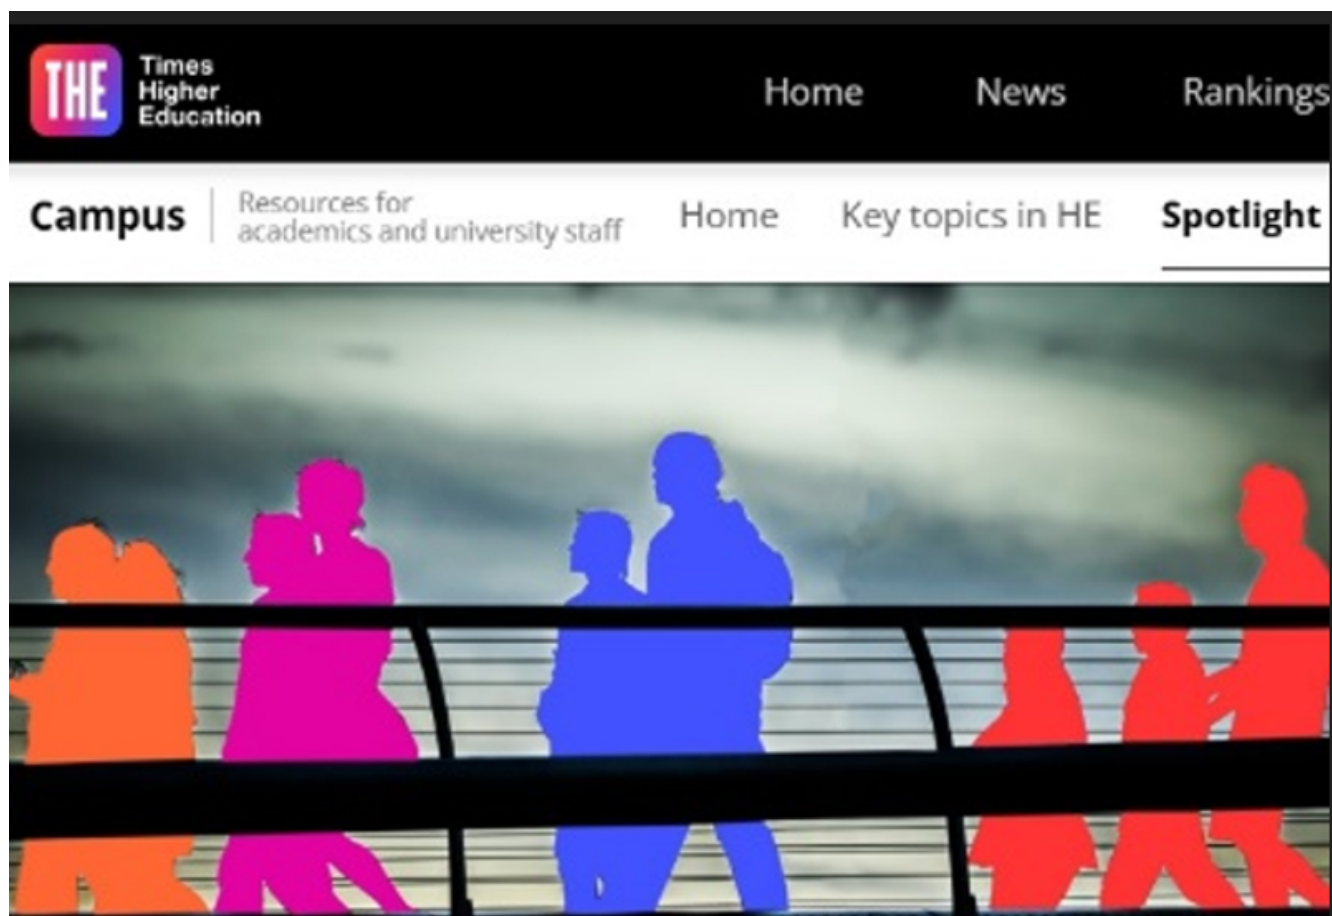 THE
Times
Higher
Education
Home News Rankings
Campus
Resources for
academics and university staff
Home Key topics in HE Spotlight